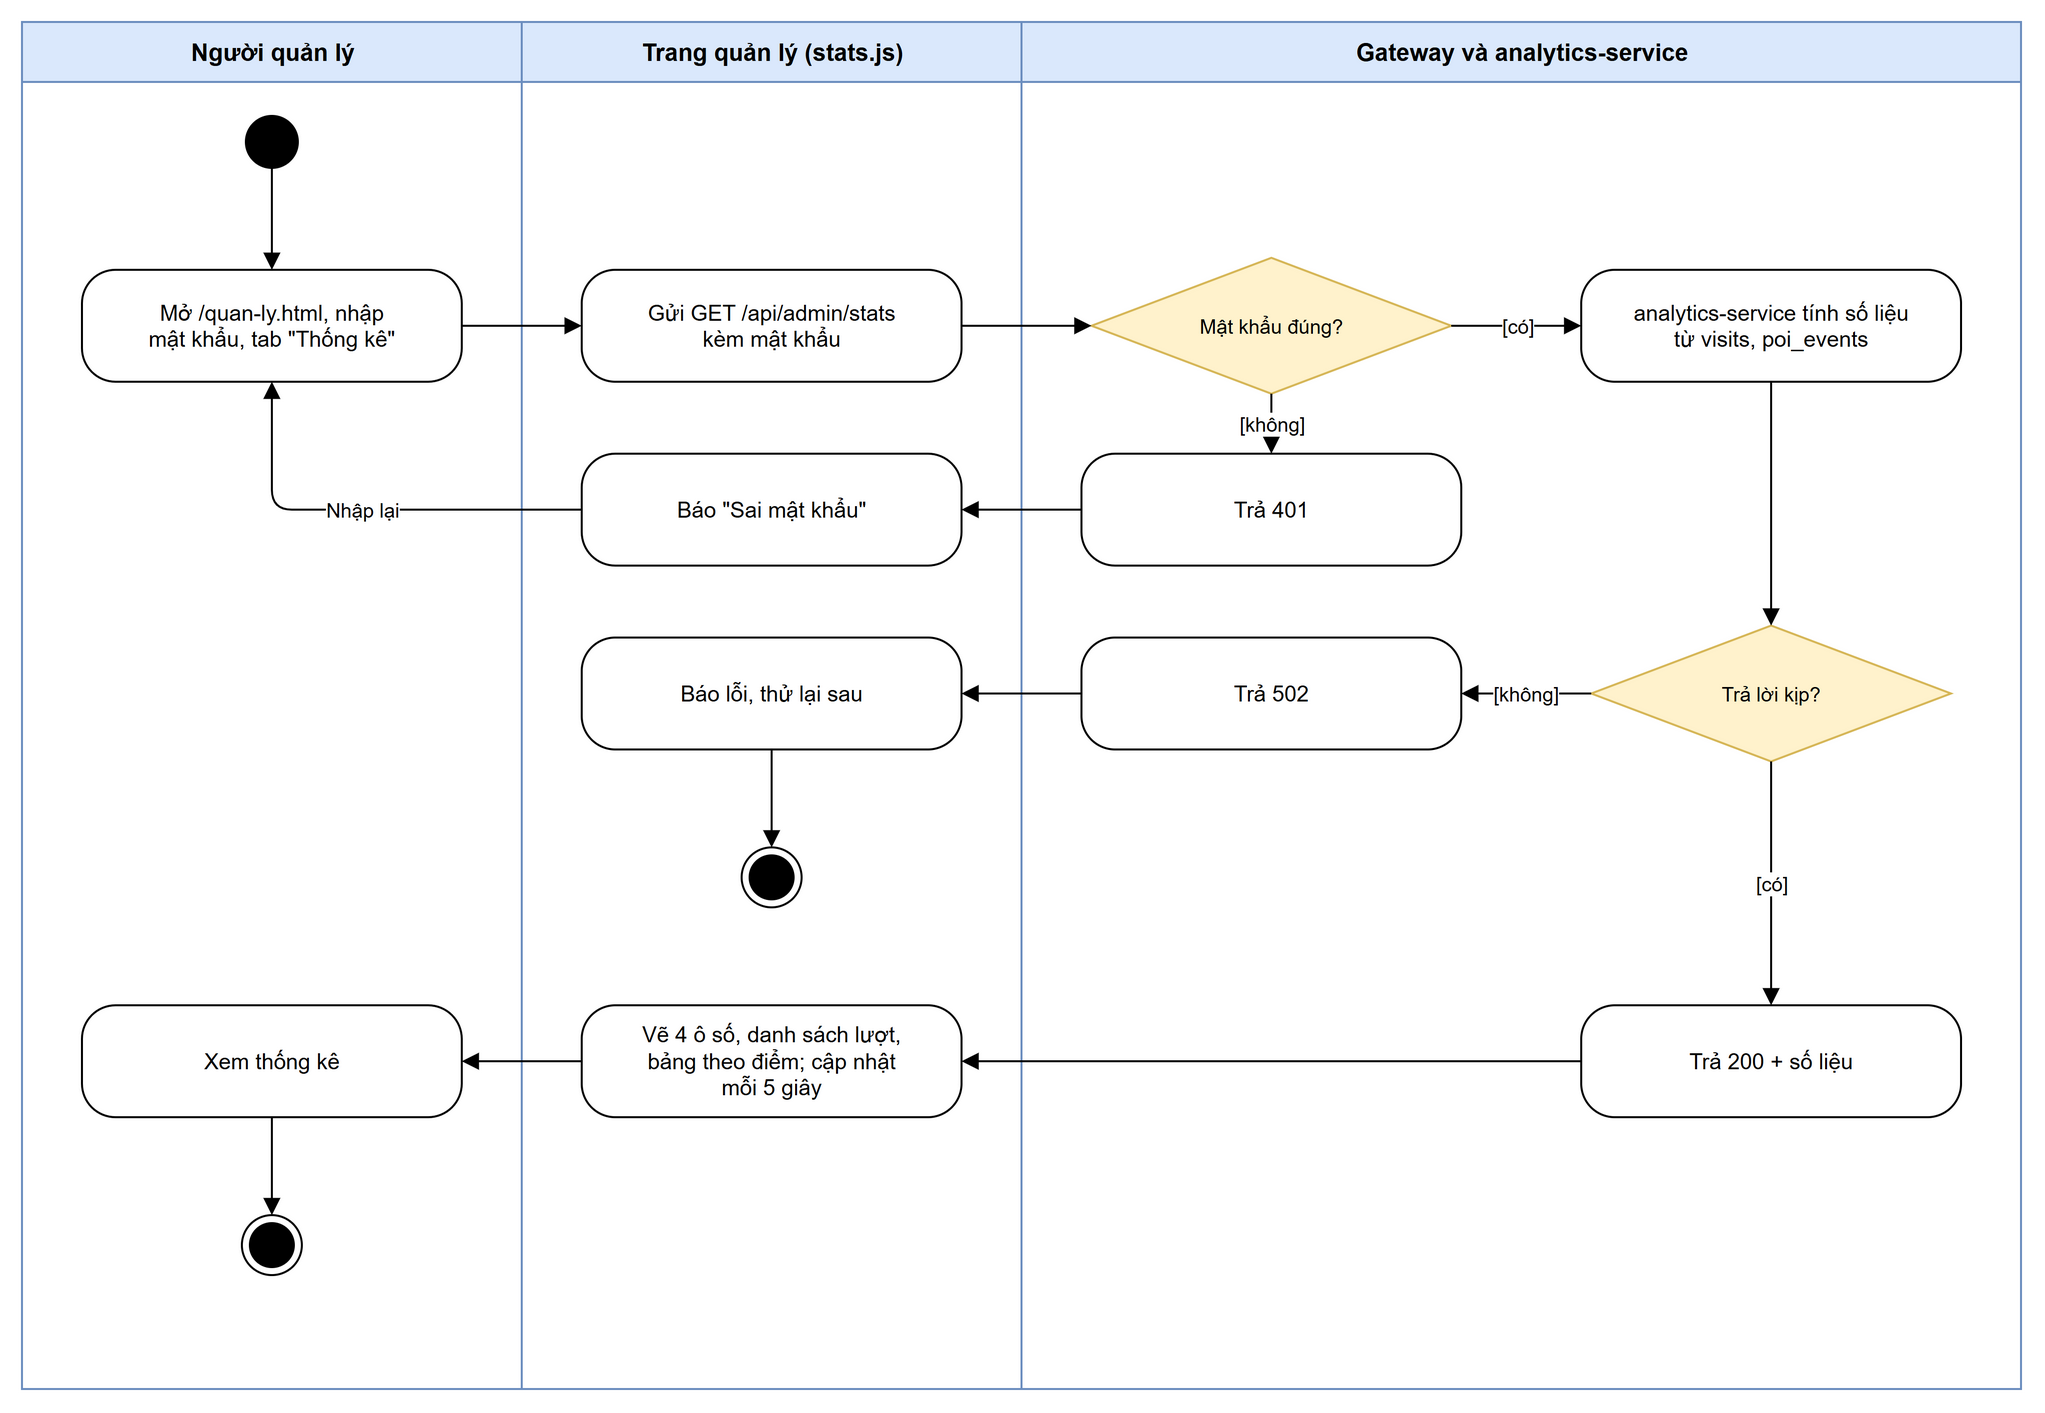 Người quản lý
Trang quản lý (stats.js)
Gateway và analytics-service
Mở /quan-ly.html, nhập
mật khẩu, tab "Thống kê"
Gửi GET /api/admin/stats
kèm mật khẩu
Mật khẩu đúng?
[có]
analytics-service tính số liệu
từ visits, poi_events
[không]
Nhập lại
Báo "Sai mật khẩu"
Trả 401
Báo lỗi, thử lại sau
Trả 502
[không]
Trả lời kịp?
[có]
Xem thống kê
Vẽ 4 ô số, danh sách lượt,
bảng theo điểm; cập nhật
mỗi 5 giây
Trả 200 + số liệu